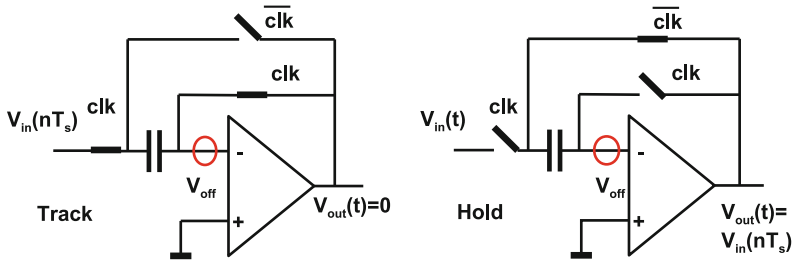 clk̅
clk
V_in(nT_s)
clk
-
V_off
+
Track
V_out(t)=0
clk̅
clk
V_in(t)
clk
-
V_off
+
Hold
V_out(t)=
V_in(nT_s)